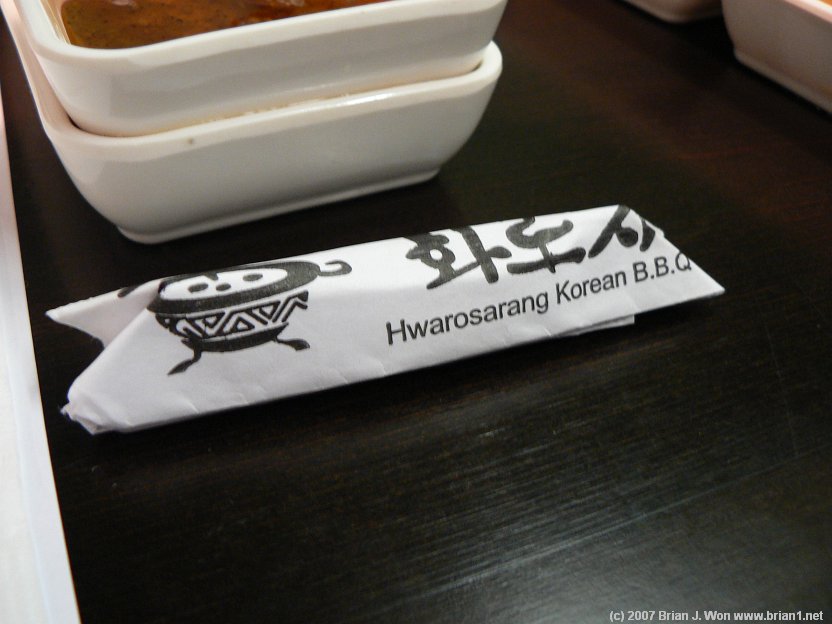 화로사
Hwarosarang Korean B.B.Q
(c) 2007 Brian J. Won www.brian1.net